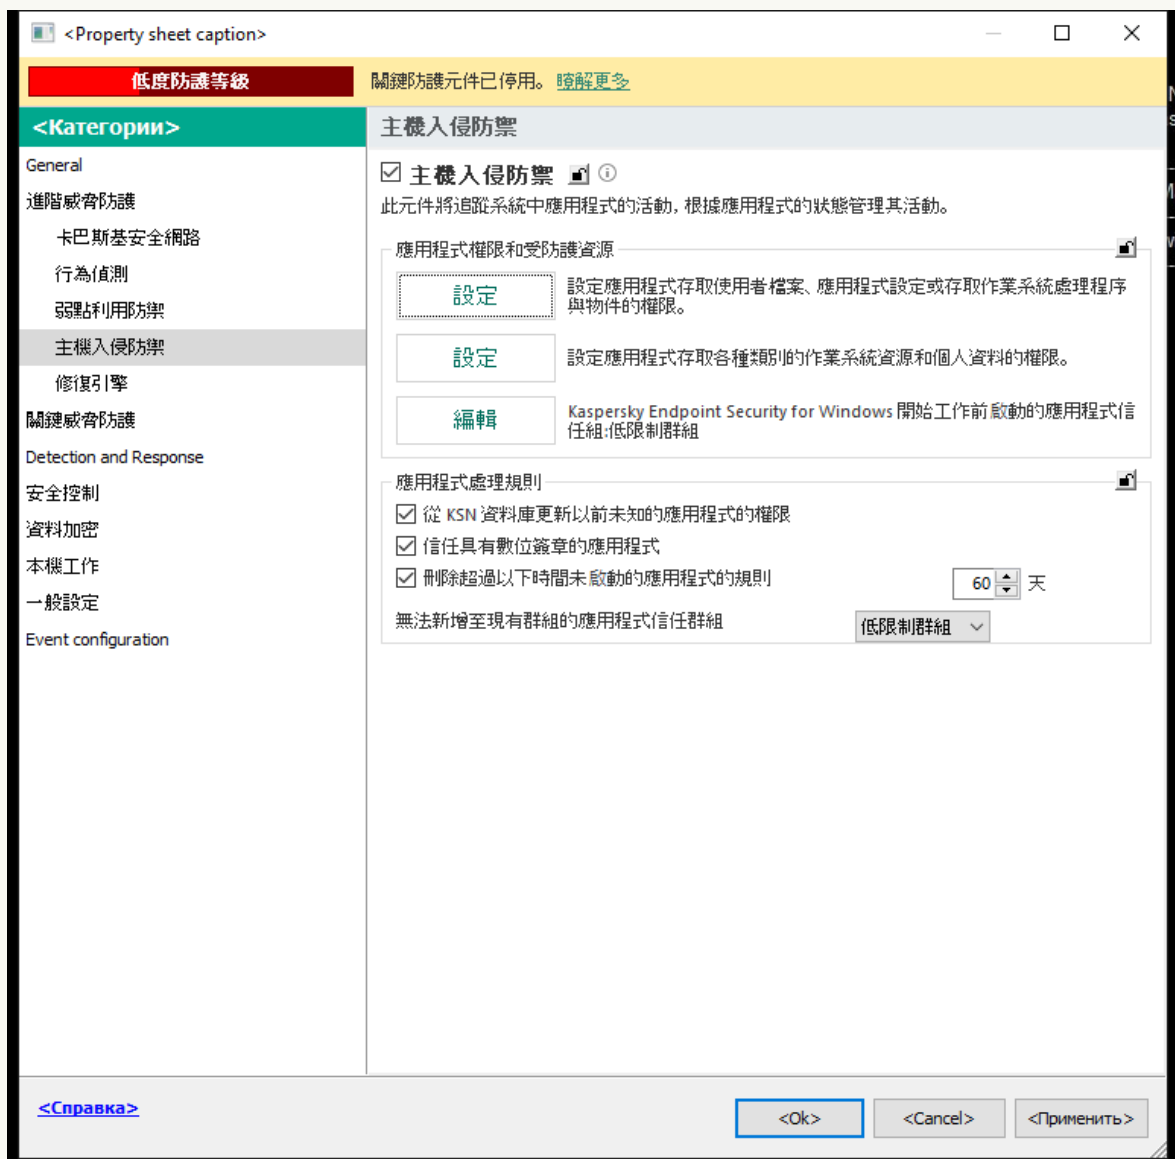 <Property sheet caption>
低度防護等級
關鍵防護元件已停用。 瞭解更多
<Категории>
General
進階威脅防護
卡巴斯基安全網路
行為偵測
弱點利用防禦
主機入侵防禦
修復引擎
關鍵威脅防護
Detection and Response
安全控制
資料加密
本機工作
一般設定
Event configuration
主機入侵防禦
主機入侵防禦
此元件將追蹤系統中應用程式的活動, 根據應用程式的狀態管理其活動。
應用程式權限和受防護資源
設定
設定應用程式存取使用者檔案、應用程式設定或存取作業系統處理程序
與物件的權限。
設定
設定應用程式存取各種類別的作業系統資源和個人資料的權限。
編輯
Kaspersky Endpoint Security for Windows 開始工作前啟動的應用程式信
任組:低限制群組
應用程式處理規則
從 KSN 資料庫更新以前未知的應用程式的權限
信任具有數位簽章的應用程式
刪除超過以下時間未啟動的應用程式的規則
60 天
無法新增至現有群組的應用程式信任群組
低限制群組
<Справка>
<Ok>
<Cancel>
<Применить>